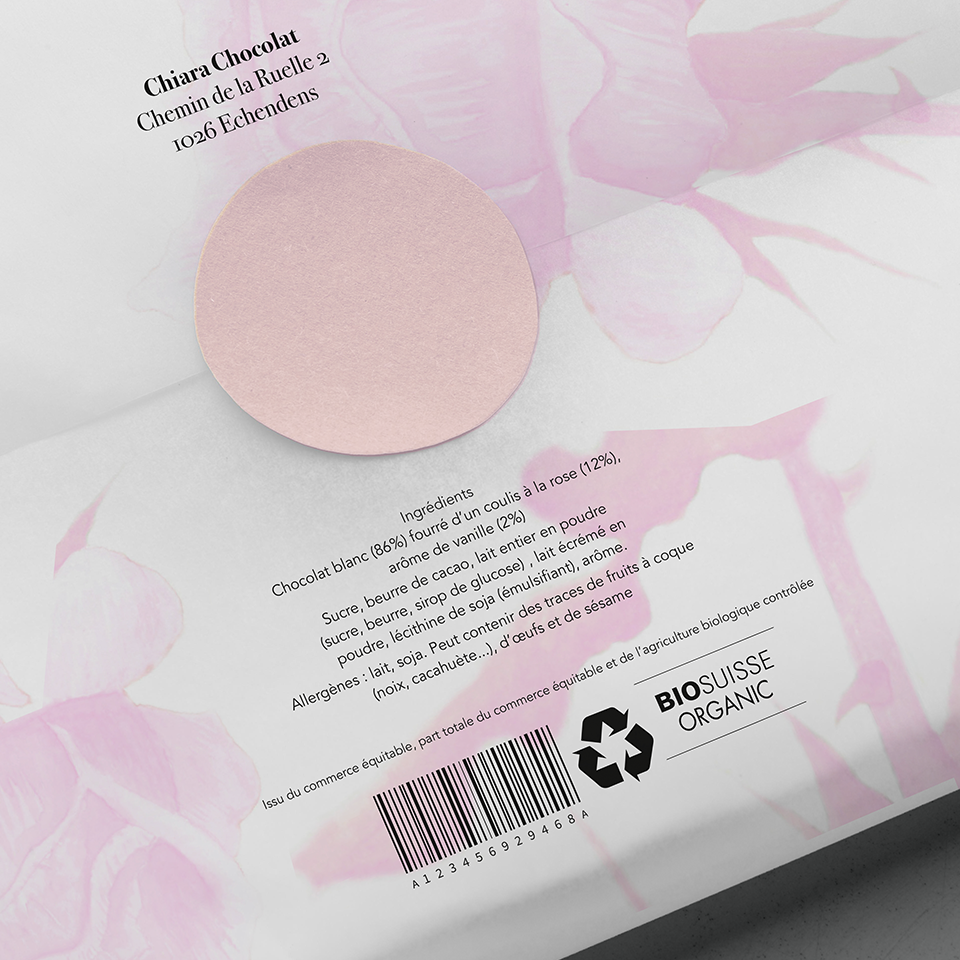 Chiara Chocolat
Chemin de la Ruelle 2
1026 Echendens
Ingrédients
Chocolat blanc (86%) fourré d'un coulis à la rose (12%),
arôme de vanille (2%)
Sucre, beurre de cacao, lait entier en poudre
(sucre, beurre, sirop de glucose) , lait écrémé en
poudre, lécithine de soja (émulsifiant), arôme.
Allergènes : lait, soja. Peut contenir des traces de fruits à coque
(noix, cacahuète...), d'œufs et de sésame
Issu du commerce équitable, part totale du commerce équitable et de l'agriculture biologique contrôlée
BIOSUISSE
ORGANIC
A123456929468A